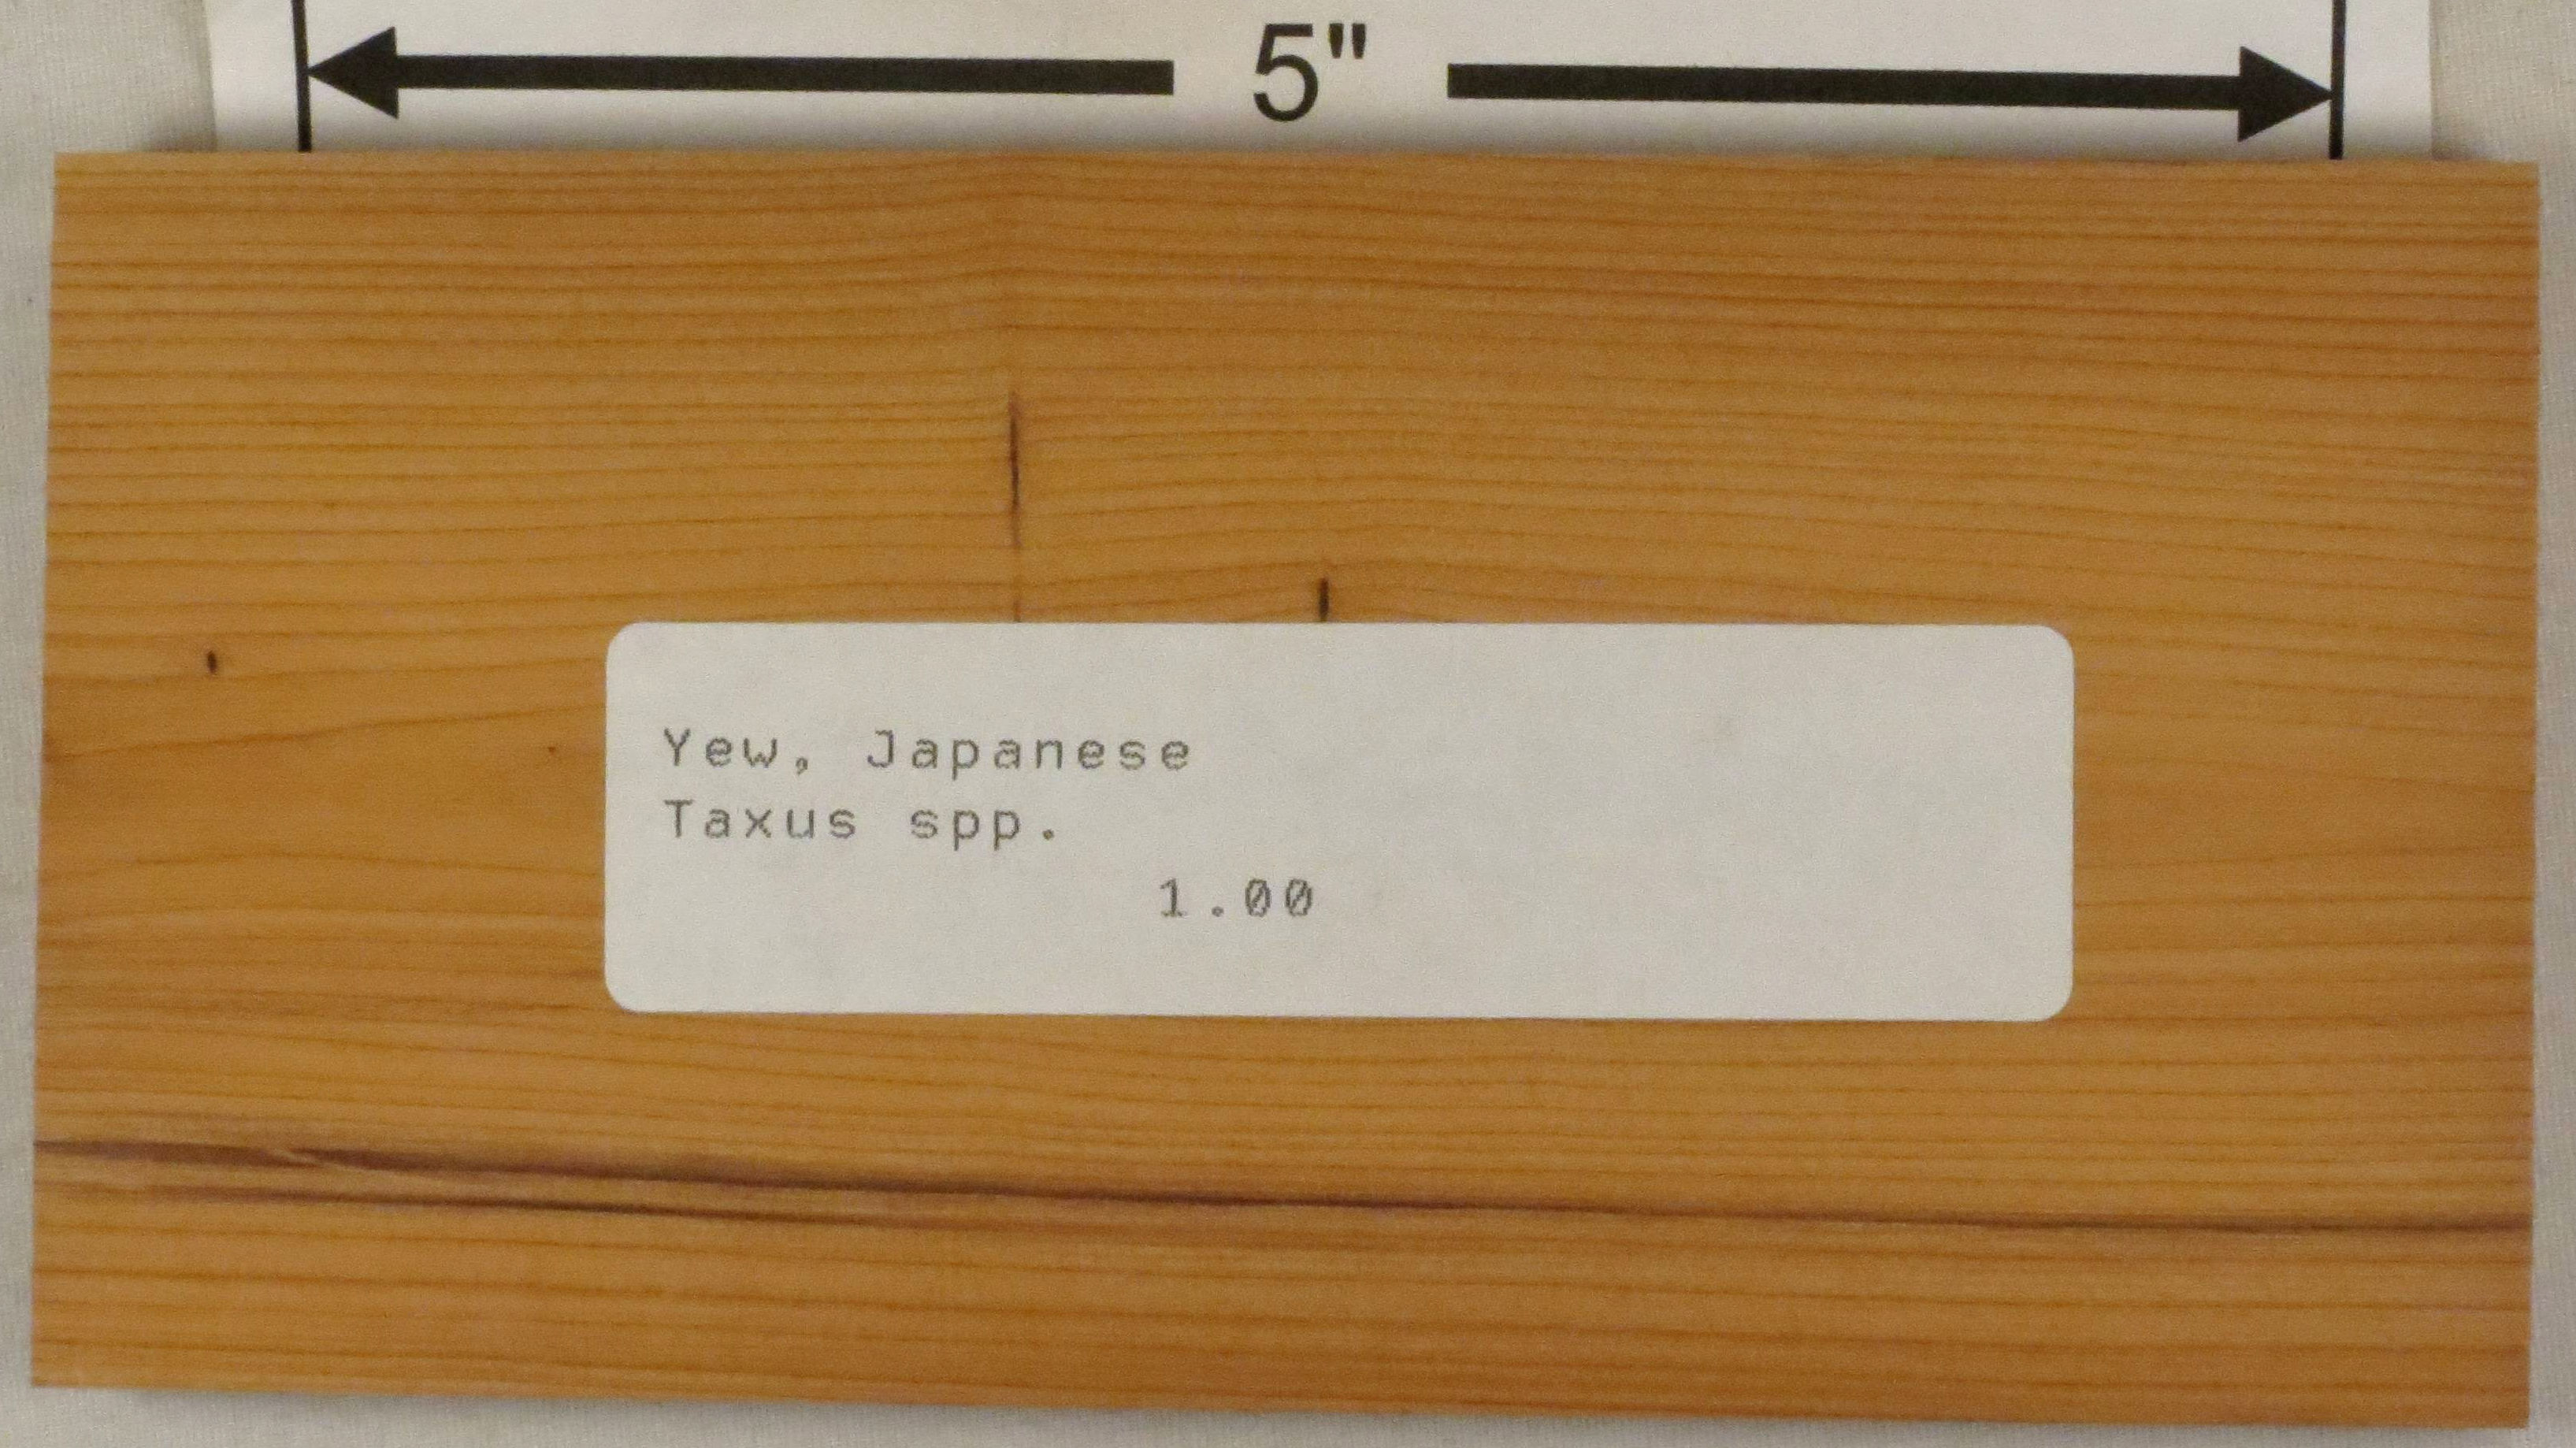 5"
Yew, Japanese
Taxus spp.
1.00